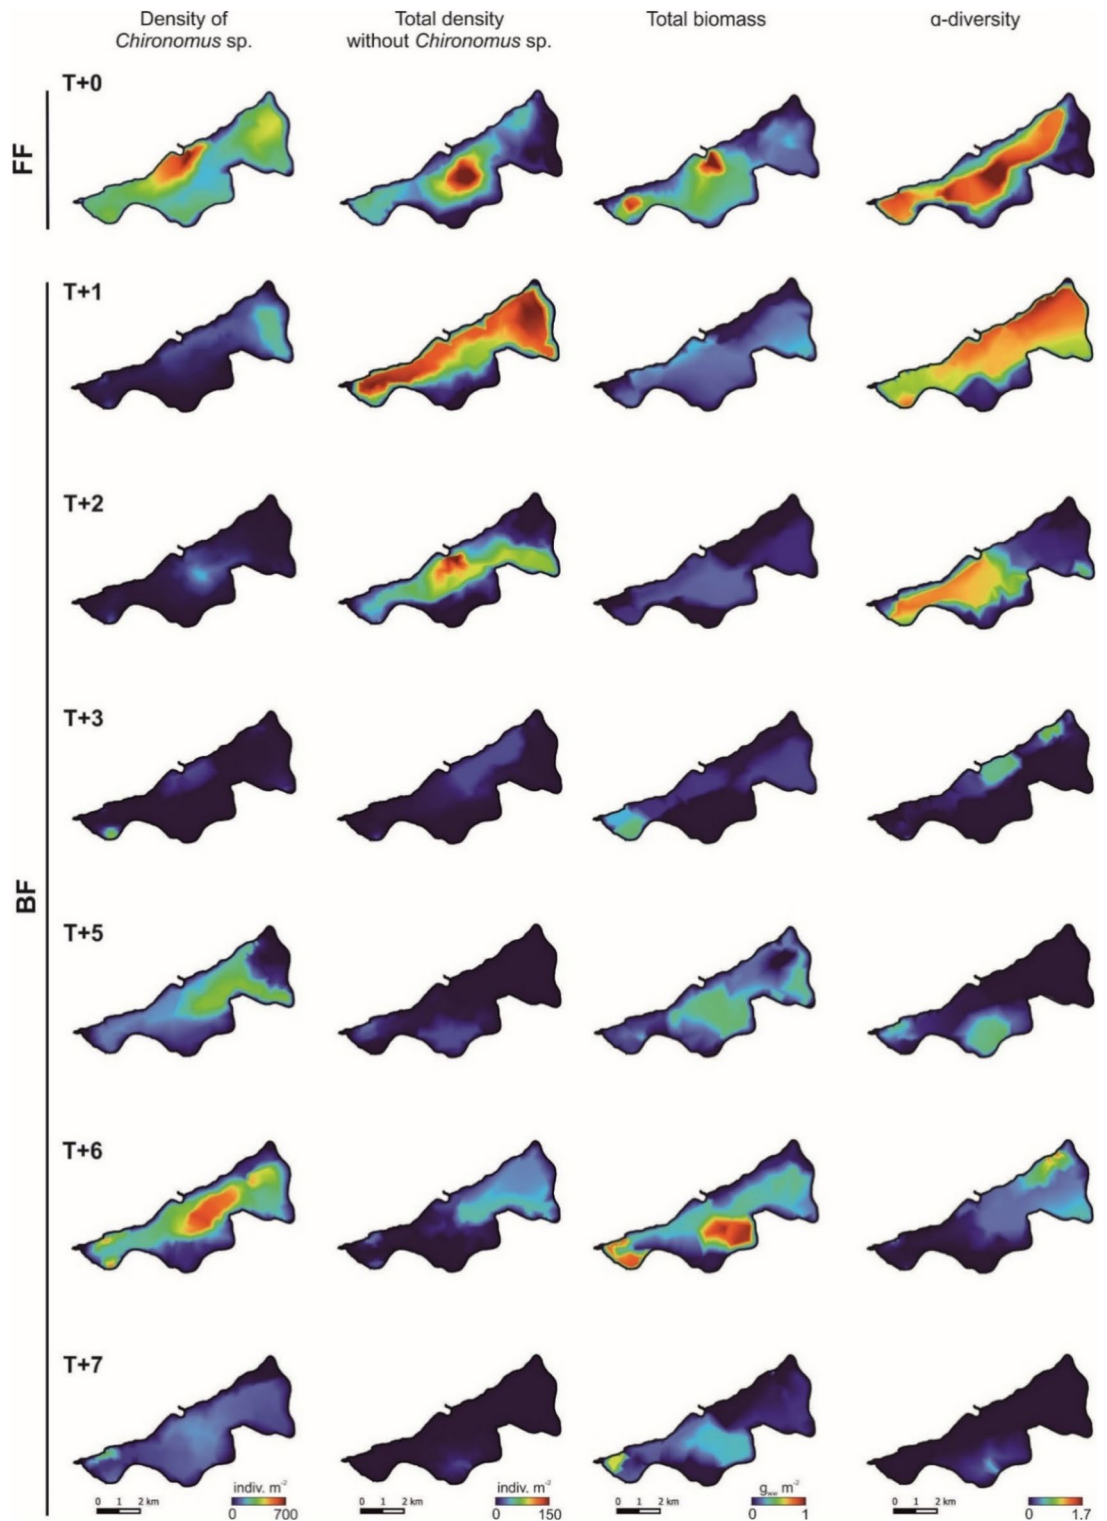 Density of
Chironomus sp.
Total density
without Chironomus sp.
Total biomass
ɑ-diversity
T+0
FF
T+1
T+2
T+3
BF
T+5
T+6
T+7
0 1 2 km
indiv. m⁻²
0 700
0 1 2 km
indiv. m⁻²
0 150
0 1 2 km
g m⁻²
0 1
0 1 2 km
0 1.7